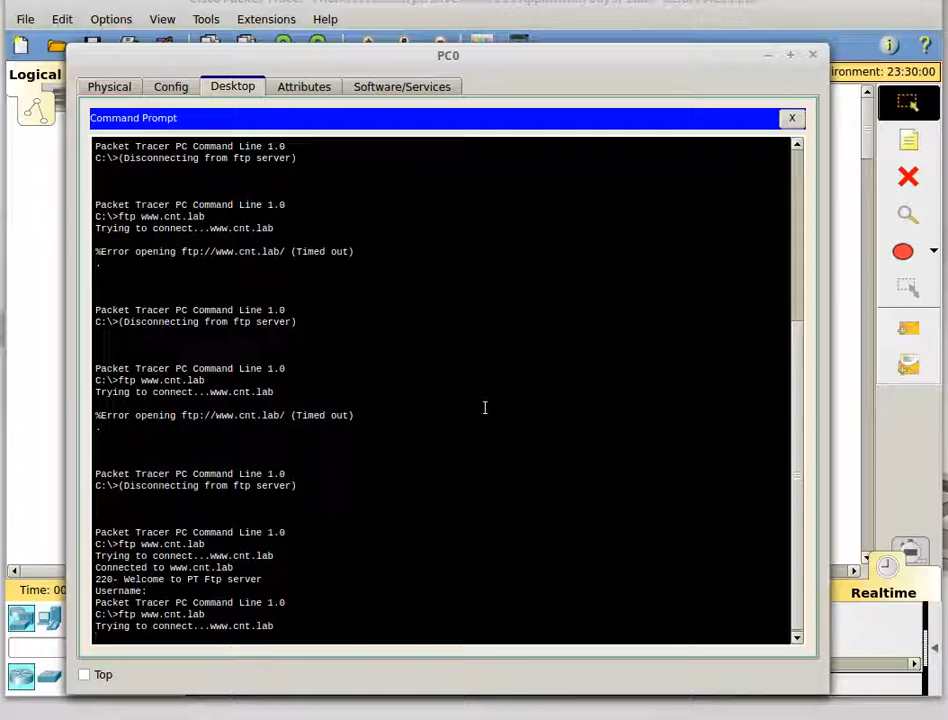 File Edit Options View Tools Extensions Help
PC0
Logical
ironment: 23:30:00
Physical Config Desktop Attributes Software/Services
Command Prompt
X
Packet Tracer PC Command Line 1.0
C:\>(Disconnecting from ftp server)
Packet Tracer PC Command Line 1.0
C:\>ftp www.cnt.lab
Trying to connect...www.cnt.lab
%Error opening ftp://www.cnt.lab/ (Timed out)
.
Packet Tracer PC Command Line 1.0
C:\>(Disconnecting from ftp server)
Packet Tracer PC Command Line 1.0
C:\>ftp www.cnt.lab
Trying to connect...www.cnt.lab
%Error opening ftp://www.cnt.lab/ (Timed out)
.
Packet Tracer PC Command Line 1.0
C:\>(Disconnecting from ftp server)
Packet Tracer PC Command Line 1.0
C:\>ftp www.cnt.lab
Trying to connect...www.cnt.lab
Connected to www.cnt.lab
220- Welcome to PT Ftp server
Username:
Packet Tracer PC Command Line 1.0
C:\>ftp www.cnt.lab
Trying to connect...www.cnt.lab
Time: 00
Realtime
Top